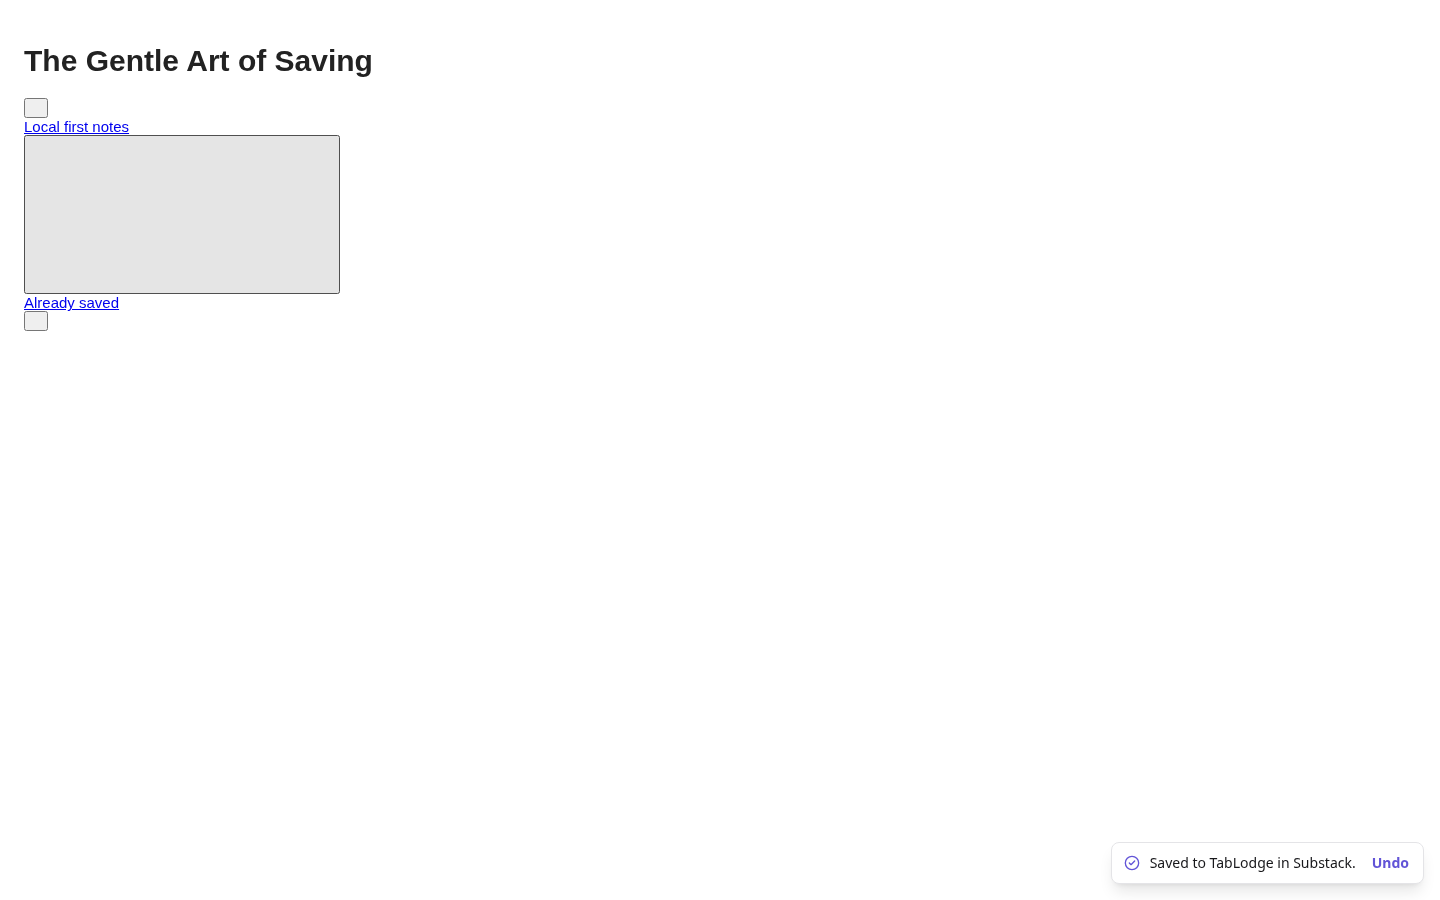 The Gentle Art of Saving
Local first notes
Already saved
Saved to TabLodge in Substack. Undo